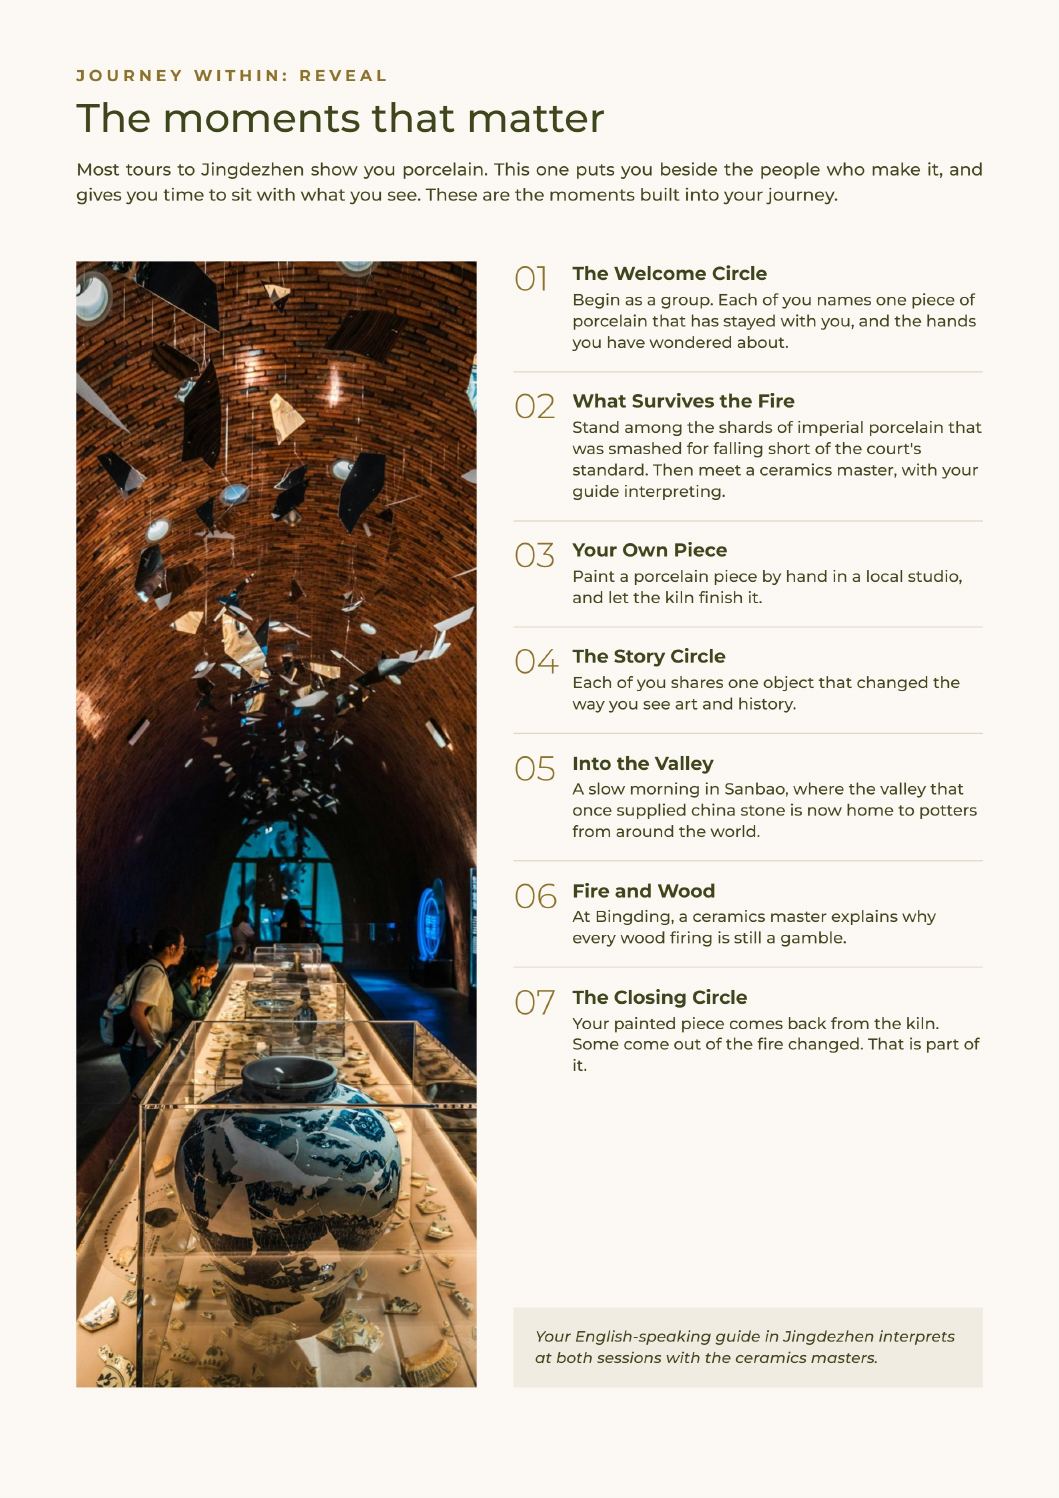 JOURNEY WITHIN: REVEAL
The moments that matter
Most tours to Jingdezhen show you porcelain. This one puts you beside the people who make it, and
gives you time to sit with what you see. These are the moments built into your journey.
01 The Welcome Circle
Begin as a group. Each of you names one piece of
porcelain that has stayed with you, and the hands
you have wondered about.
02 What Survives the Fire
Stand among the shards of imperial porcelain that
was smashed for falling short of the court's
standard. Then meet a ceramics master, with your
guide interpreting.
03 Your Own Piece
Paint a porcelain piece by hand in a local studio,
and let the kiln finish it.
04 The Story Circle
Each of you shares one object that changed the
way you see art and history.
05 Into the Valley
A slow morning in Sanbao, where the valley that
once supplied china stone is now home to potters
from around the world.
06 Fire and Wood
At Bingding, a ceramics master explains why
every wood firing is still a gamble.
07 The Closing Circle
Your painted piece comes back from the kiln.
Some come out of the fire changed. That is part of
it.
Your English-speaking guide in Jingdezhen interprets
at both sessions with the ceramics masters.